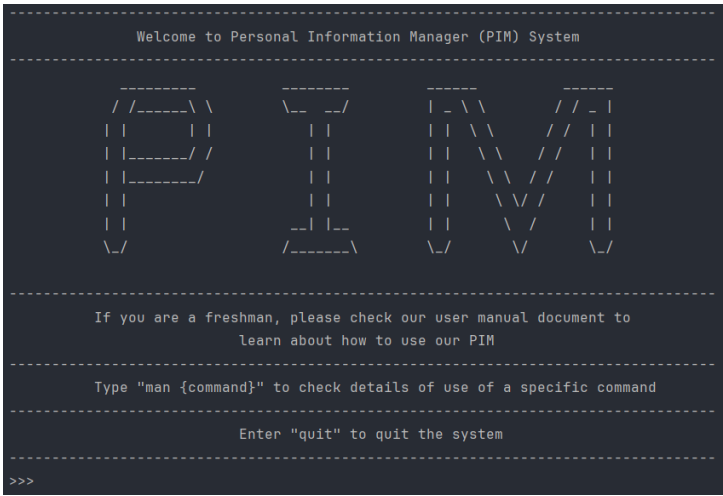 Welcome to Personal Information Manager (PIM) System
PIM
If you are a freshman, please check our user manual document to
learn about how to use our PIM
Type "man {command}" to check details of use of a specific command
Enter "quit" to quit the system
>>>